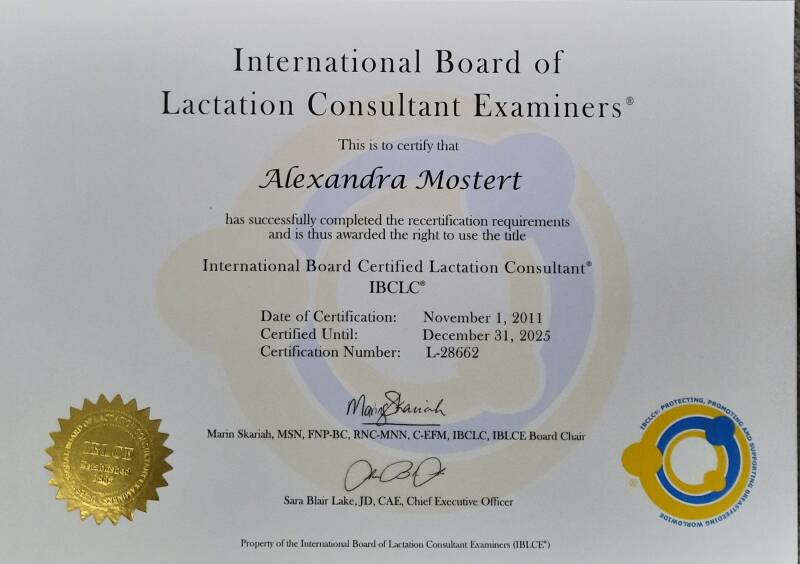 International Board of
Lactation Consultant Examiners®
This is to certify that
Alexandra Mostert
has successfully completed the recertification requirements
and is thus awarded the right to use the title
International Board Certified Lactation Consultant®
IBCLC®
Date of Certification: November 1, 2011
Certified Until: December 31, 2025
Certification Number: L-28662
Marin Skariah
Marin Skariah, MSN, FNP-BC, RNC-MNN, C-EFM, IBCLC, IBLCE Board Chair
Sara Blair Lake, JD, CAE, Chief Executive Officer
Property of the International Board of Lactation Consultant Examiners (IBLCE®)
IBLCE
Established
IBCLCs: PROTECTING, PROMOTING AND SUPPORTING BREASTFEEDING WORLDWIDE
®